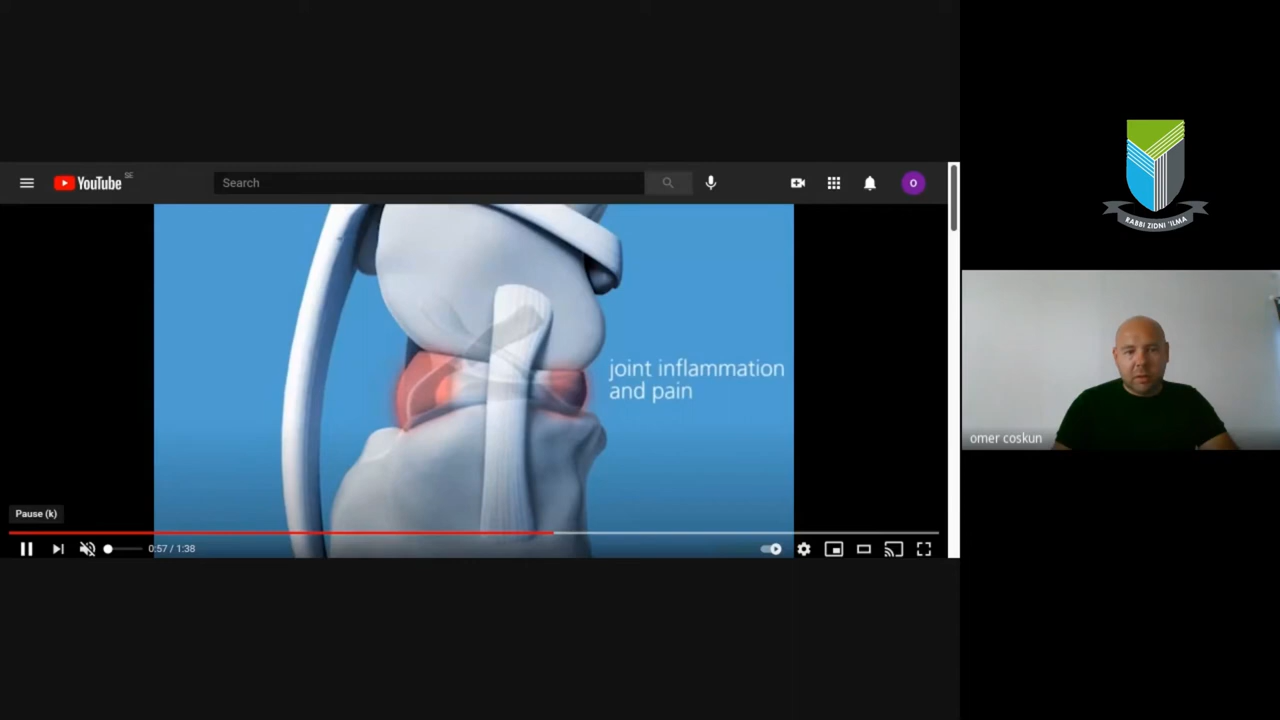 YouTube SE
Search
O
joint inflammation
and pain
Pause (k)
0:57 / 1:38
RABBI ZIDNI 'ILMA
omer coskun